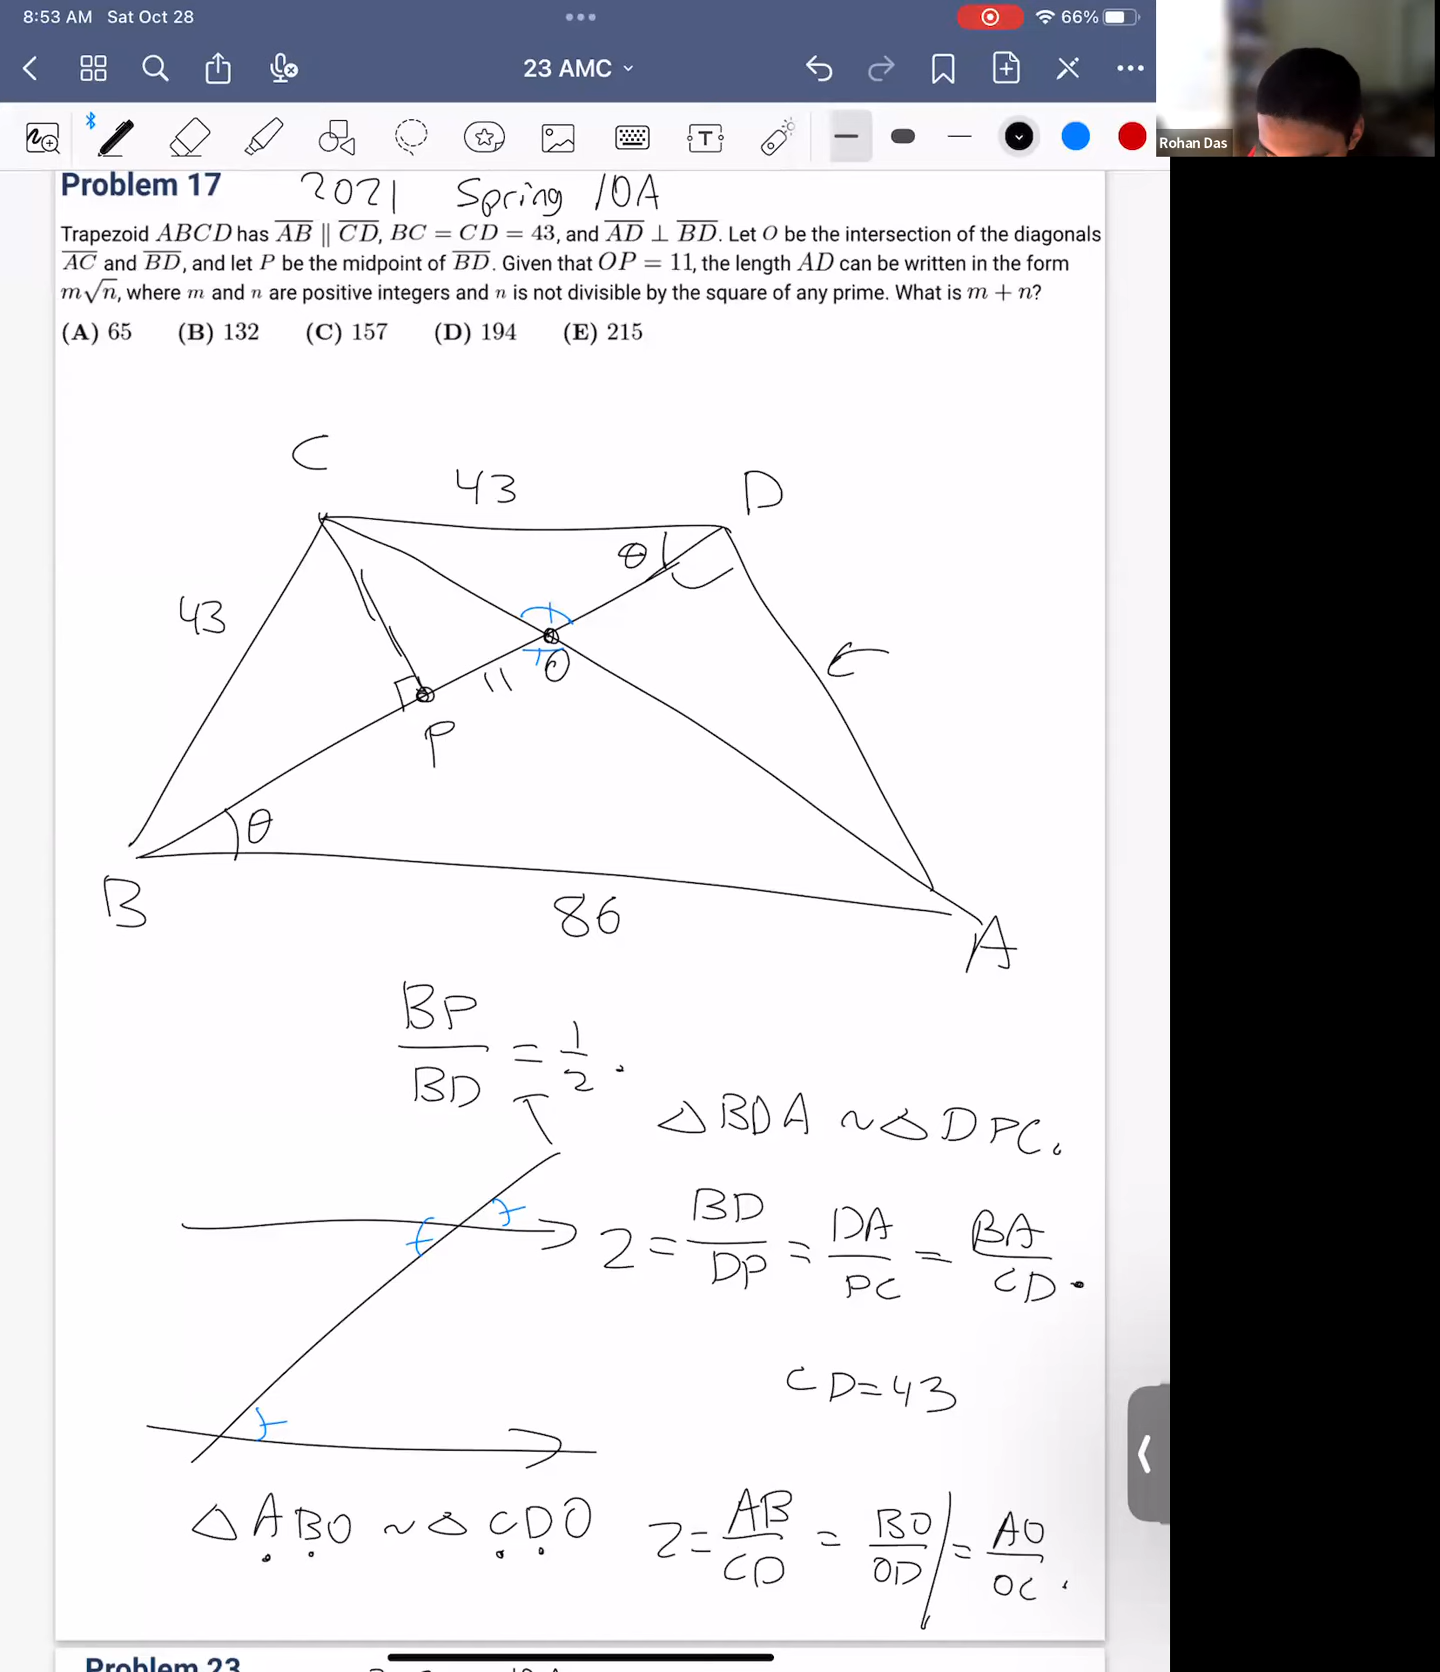 8:53 AM Sat Oct 28
66%
23 AMC
Rohan Das
Problem 17 2021 Spring 10A
Trapezoid ABCD has AB ∥ CD, BC = CD = 43, and AD ⊥ BD. Let O be the intersection of the diagonals
AC and BD, and let P be the midpoint of BD. Given that OP = 11, the length AD can be written in the form
m√n, where m and n are positive integers and n is not divisible by the square of any prime. What is m + n?
(A) 65 (B) 132 (C) 157 (D) 194 (E) 215
C
43
D
θ
43
O
11
P
θ
B
86
A
BP/BD = 1/2.
△BDA ~ △DPC.
2 = BD/DP = DA/PC = BA/CD.
CD=43
△ABO ~ △CDO 2 = AB/CD = BO/OD = AO/OC.
Problem 23